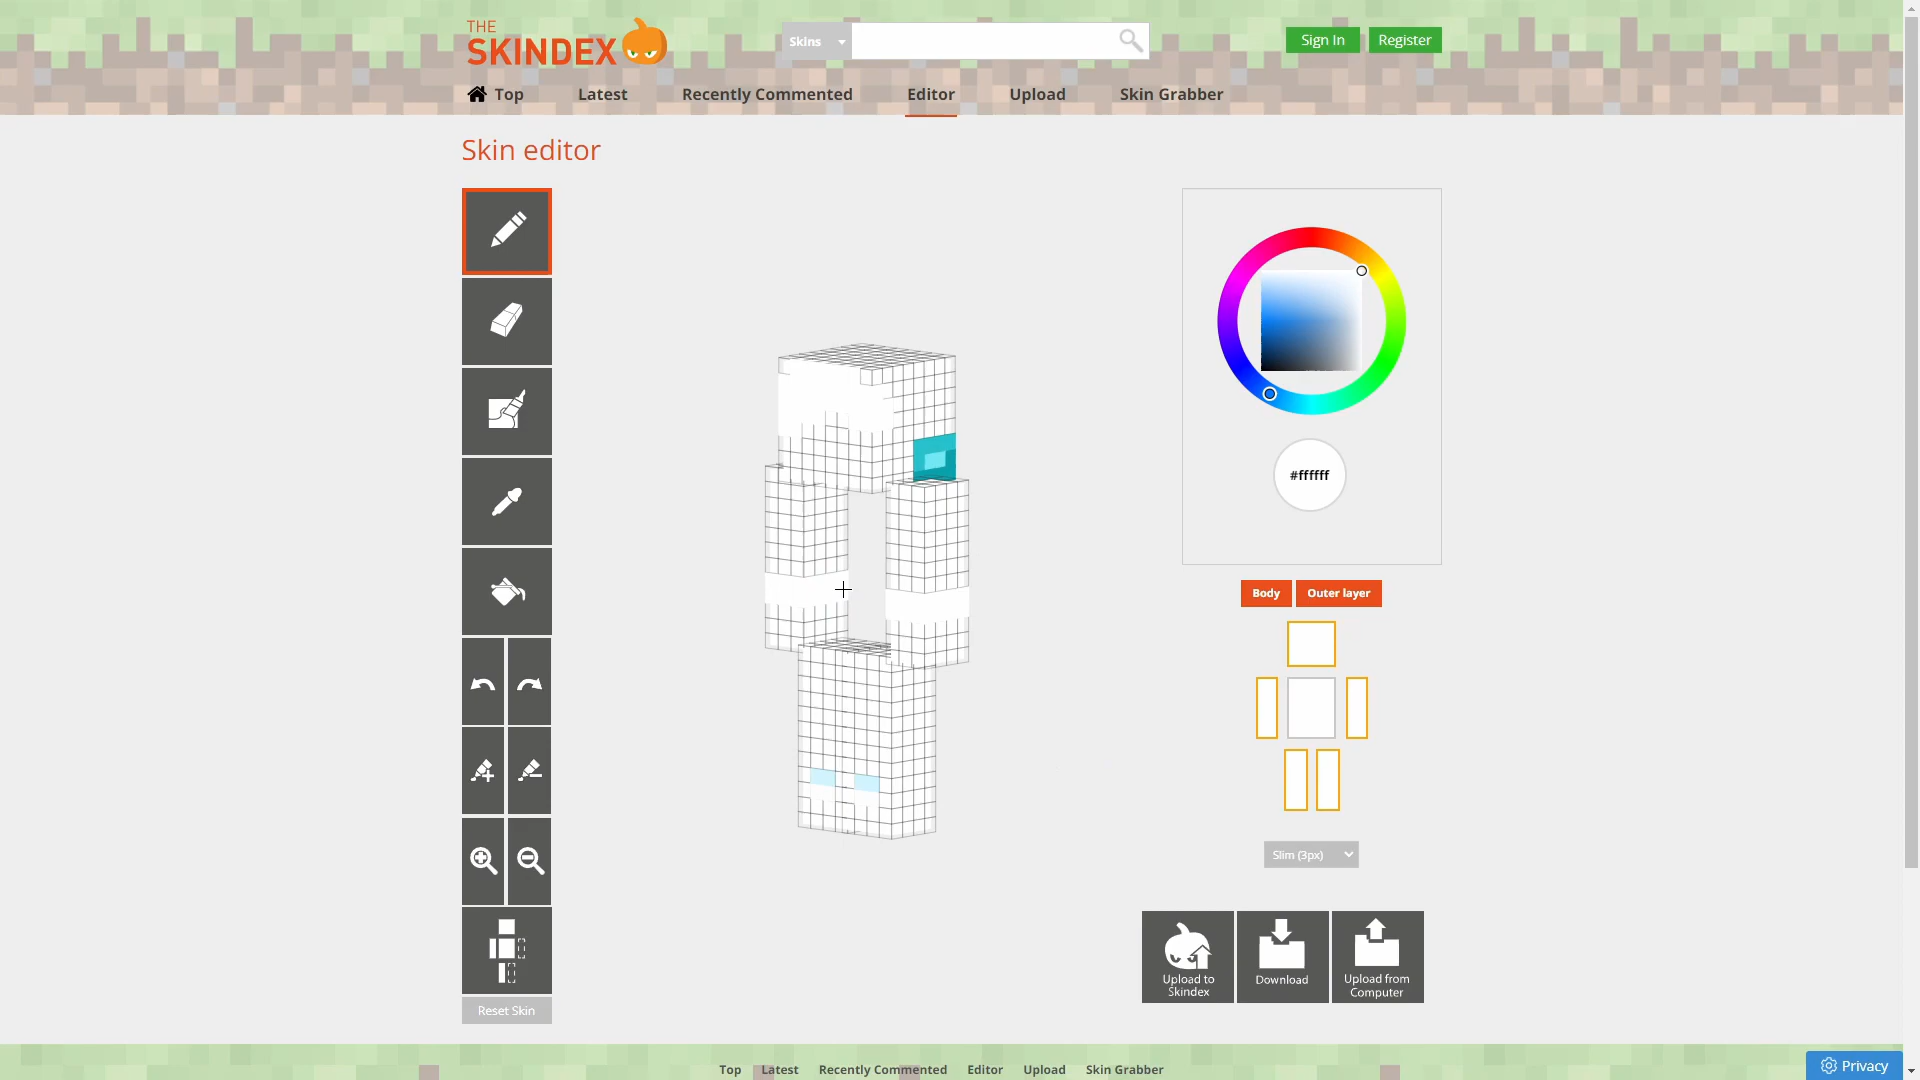 THE
SKINDEX
Skins
Sign In
Register
Top
Latest
Recently Commented
Editor
Upload
Skin Grabber
Skin editor
#ffffff
Body
Outer layer
Slim (3px)
Upload to
Skindex
Download
Upload from
Computer
Reset Skin
Top
Latest
Recently Commented
Editor
Upload
Skin Grabber
Privacy